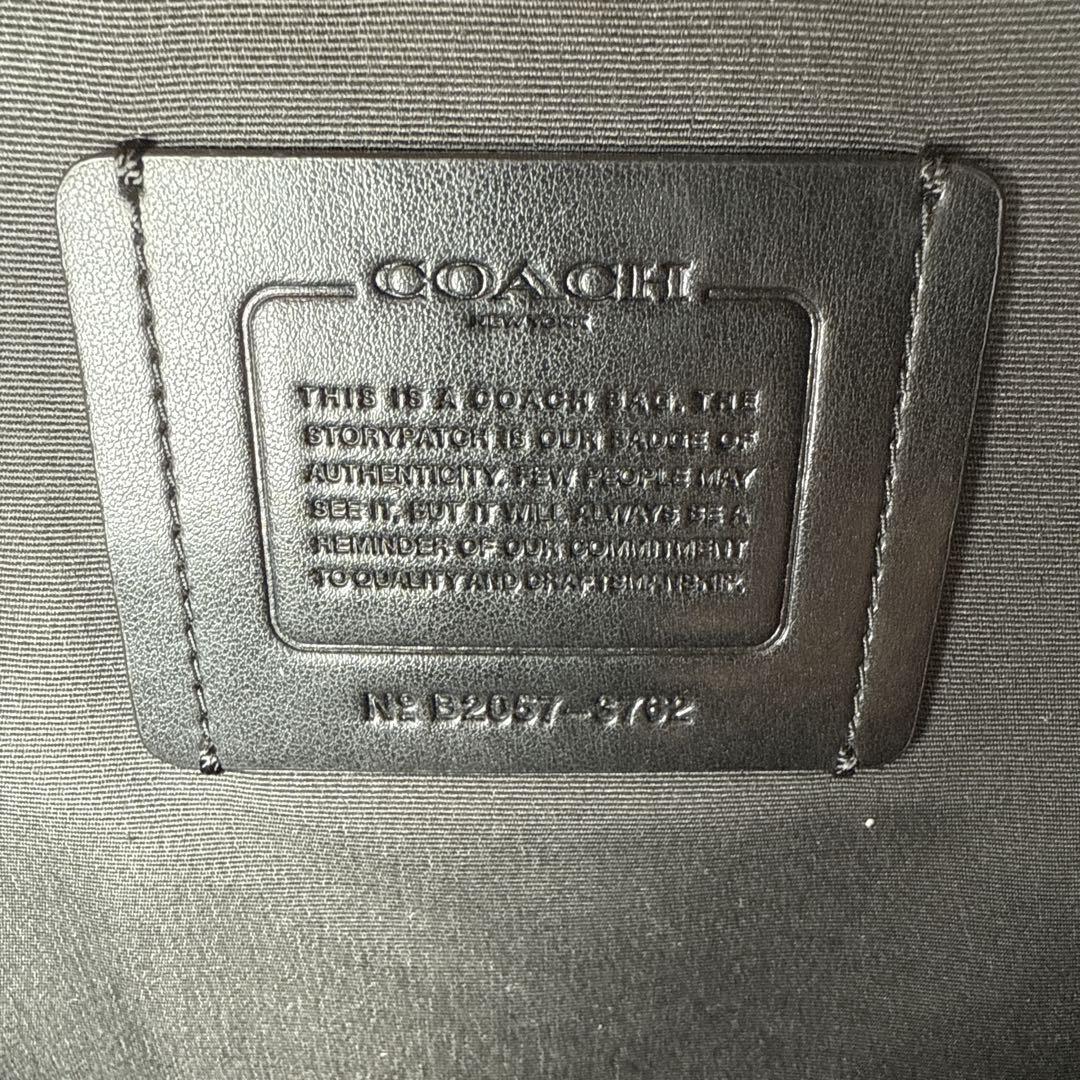 COACH
NEW YORK
THIS IS A COACH BAG. THE
STORYPATCH IS OUR BADGE OF
AUTHENTICITY. FEW PEOPLE MAY
SEE IT, BUT IT WILL ALWAYS BE A
REMINDER OF OUR COMMITMENT
TO QUALITY AND CRAFTSMANSHIP.
Nº B2057-3762